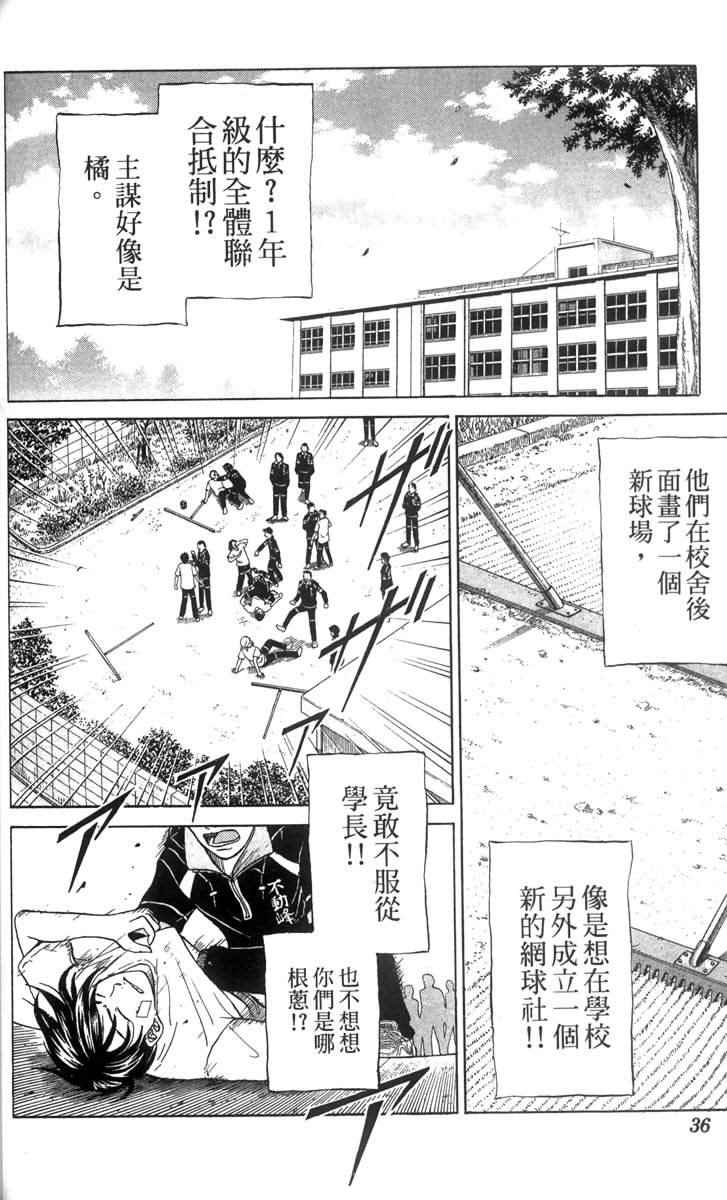 什麼？1年
級的全體聯
合抵制!?
主謀好像是
橘。
他們在校舍後
面畫了一個
新球場，
像是想在學校
另外成立一個
新的網球社!!
竟敢不服從
學長!!
也不想想
你們是哪
根蔥!?
不動峰
36